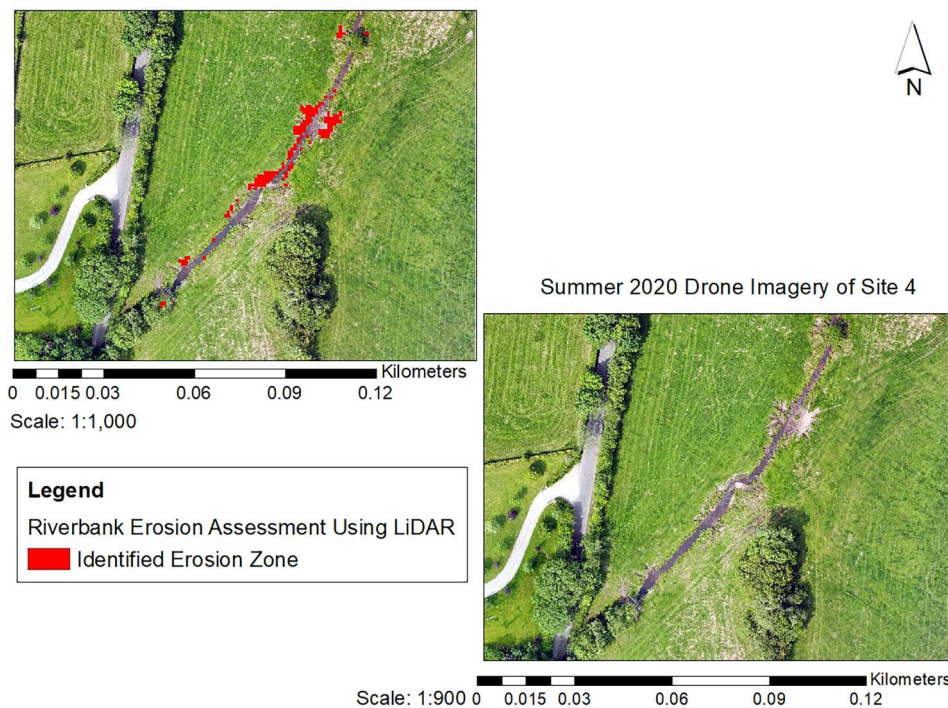 N
Kilometers
0 0.015 0.03 0.06 0.09 0.12
Scale: 1:1,000
Legend
Riverbank Erosion Assessment Using LiDAR
Identified Erosion Zone
Summer 2020 Drone Imagery of Site 4
Kilometers
Scale: 1:900 0 0.015 0.03 0.06 0.09 0.12